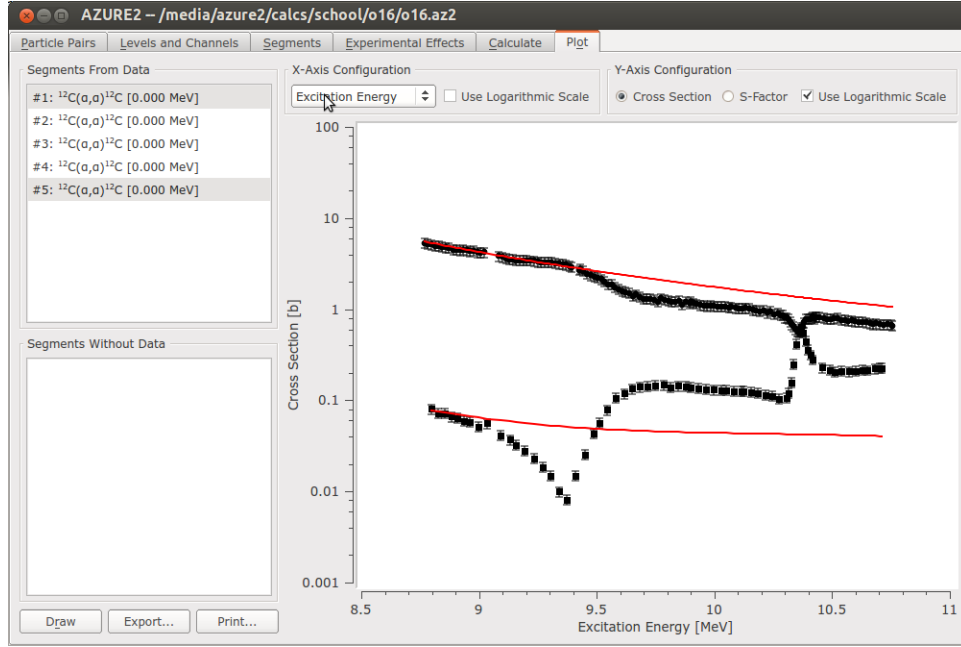 AZURE2 -- /media/azure2/calcs/school/o16/o16.az2
Particle Pairs Levels and Channels Segments Experimental Effects Calculate Plot
Segments From Data
#1: ¹²C(α,α)¹²C [0.000 MeV]
#2: ¹²C(α,α)¹²C [0.000 MeV]
#3: ¹²C(α,α)¹²C [0.000 MeV]
#4: ¹²C(α,α)¹²C [0.000 MeV]
#5: ¹²C(α,α)¹²C [0.000 MeV]
Segments Without Data
Draw Export... Print...
X-Axis Configuration
Excitation Energy Use Logarithmic Scale
Y-Axis Configuration
Cross Section S-Factor Use Logarithmic Scale
Cross Section [b]
100
10
1
0.1
0.01
0.001
8.5 9 9.5 10 10.5 11
Excitation Energy [MeV]